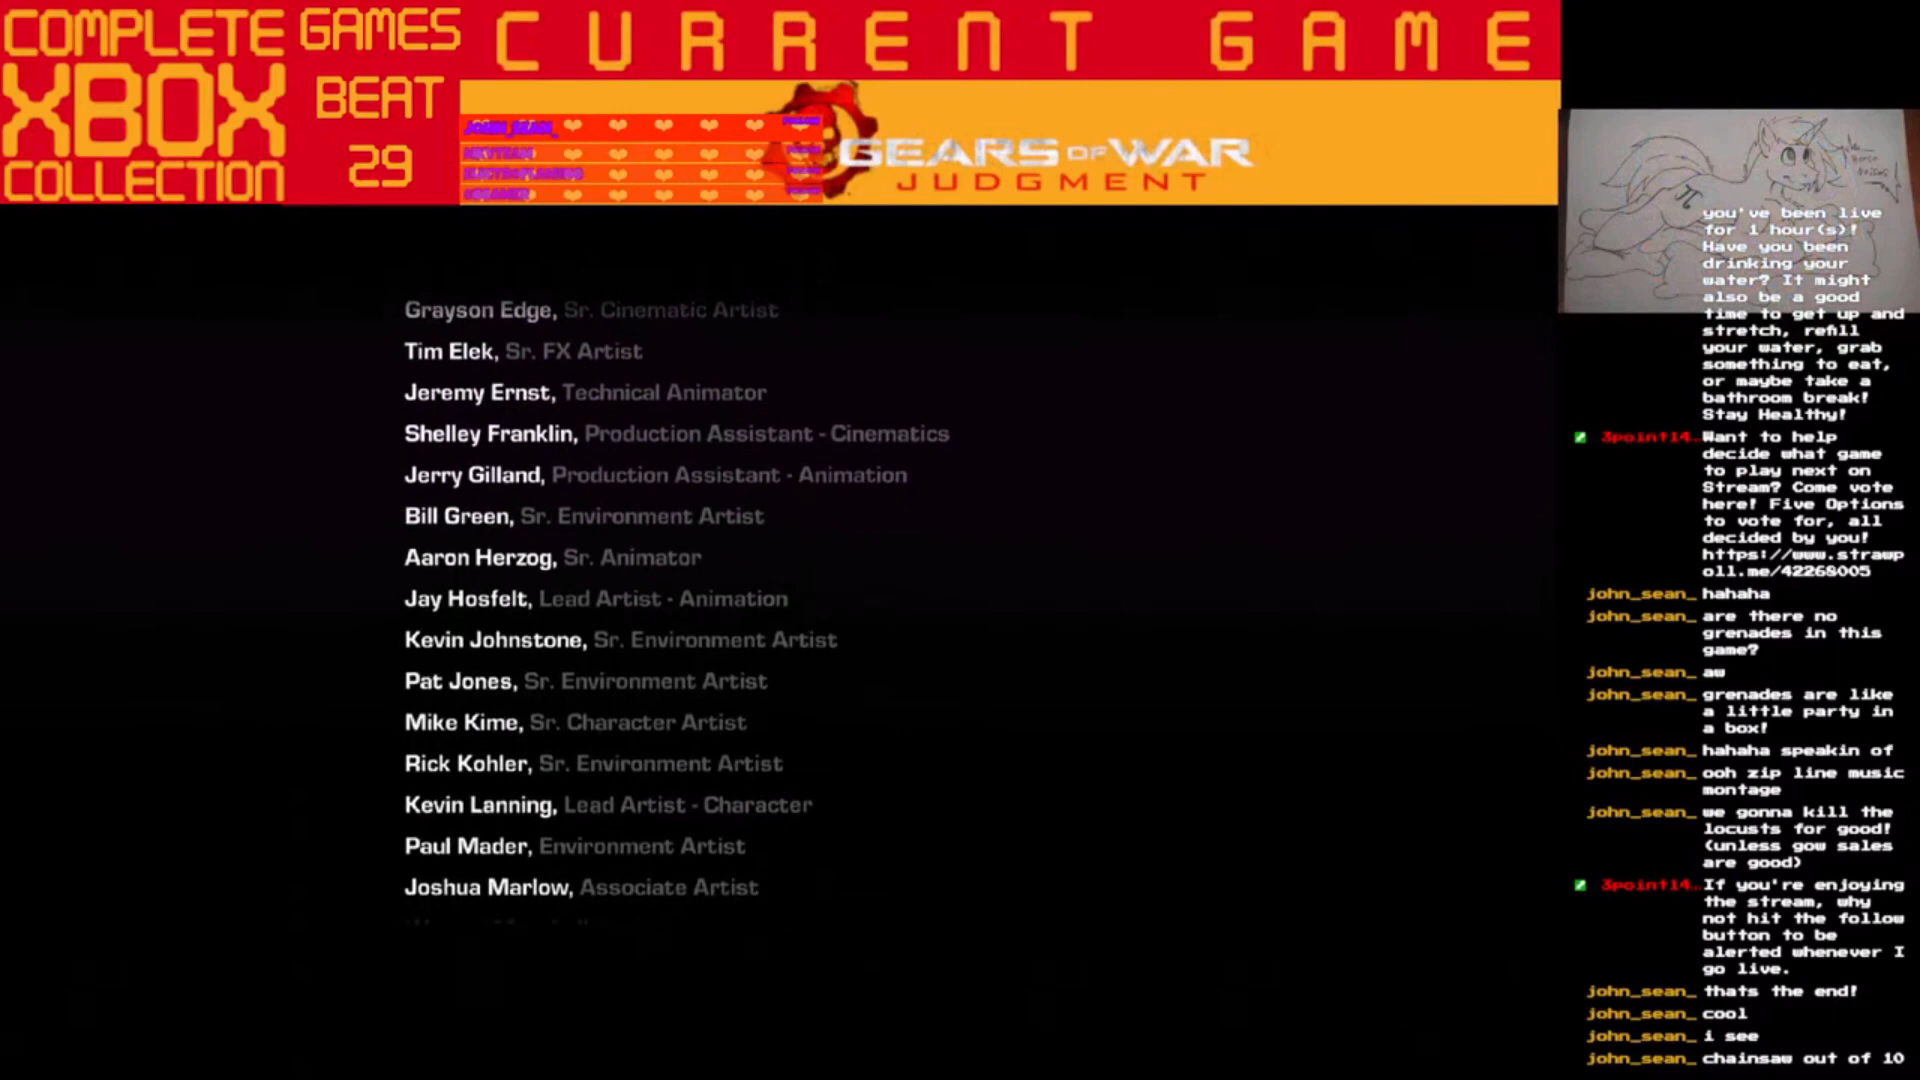 COMPLETE
XBOX
COLLECTION
GAMES
BEAT
29
CURRENT GAME
JOHN_SEAN_
GEARS OF WAR
JUDGMENT
Grayson Edge, Sr. Cinematic Artist
Tim Elek, Sr. FX Artist
Jeremy Ernst, Technical Animator
Shelley Franklin, Production Assistant - Cinematics
Jerry Gilland, Production Assistant - Animation
Bill Green, Sr. Environment Artist
Aaron Herzog, Sr. Animator
Jay Hosfelt, Lead Artist - Animation
Kevin Johnstone, Sr. Environment Artist
Pat Jones, Sr. Environment Artist
Mike Kime, Sr. Character Artist
Rick Kohler, Sr. Environment Artist
Kevin Lanning, Lead Artist - Character
Paul Mader, Environment Artist
Joshua Marlow, Associate Artist
π
you've been live
for 1 hour(s)!
Have you been
drinking your
water? It might
also be a good
time to get up and
stretch, refill
your water, grab
something to eat,
or maybe take a
bathroom break!
Stay Healthy!
3point14… Want to help
decide what game
to play next on
Stream? Come vote
here! Five Options
to vote for, all
decided by you!
https://www.strawp
oll.me/42268005
john_sean_ hahaha
john_sean_ are there no
grenades in this
game?
john_sean_ aw
john_sean_ grenades are like
a little party in
a box!
john_sean_ hahaha speakin of
john_sean_ ooh zip line music
montage
john_sean_ we gonna kill the
locusts for good!
(unless gow sales
are good)
3point14… If you're enjoying
the stream, why
not hit the follow
button to be
alerted whenever I
go live.
john_sean_ thats the end!
john_sean_ cool
john_sean_ i see
john_sean_ chainsaw out of 10